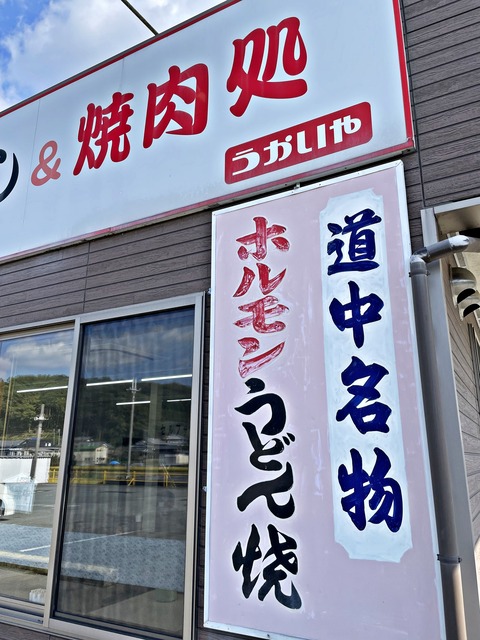 ン&焼肉処
うかいや
道中名物
ホルモン
うどん焼